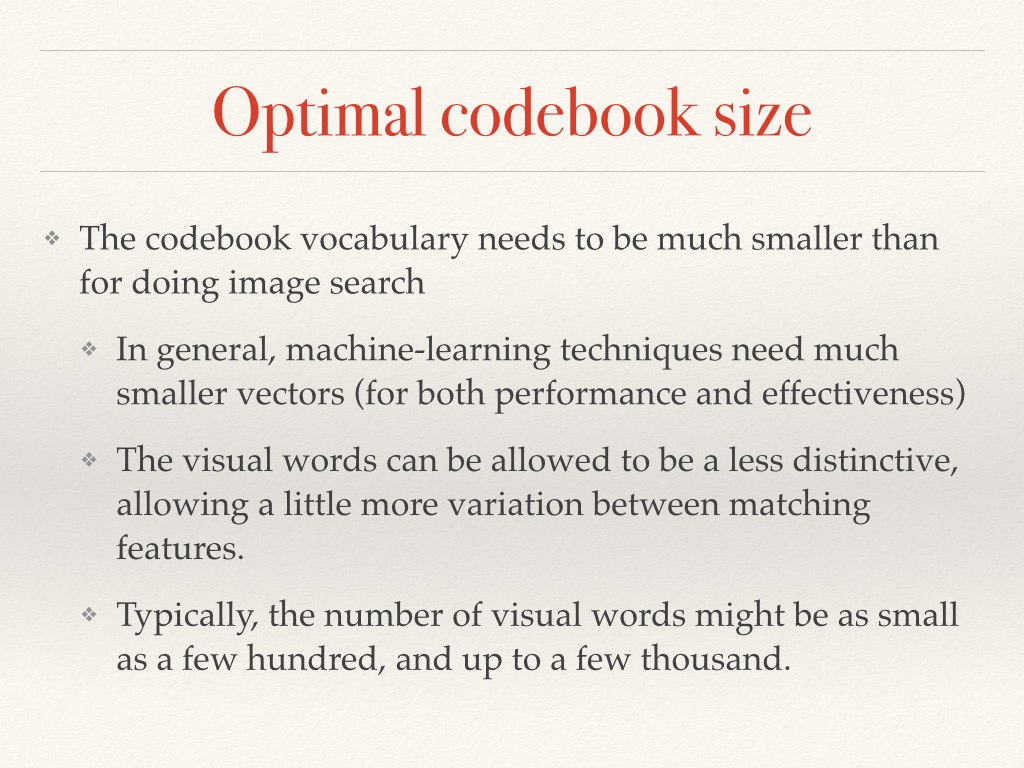 Optimal codebook size
❖ The codebook vocabulary needs to be much smaller than
for doing image search
❖ In general, machine-learning techniques need much
smaller vectors (for both performance and effectiveness)
❖ The visual words can be allowed to be a less distinctive,
allowing a little more variation between matching
features.
❖ Typically, the number of visual words might be as small
as a few hundred, and up to a few thousand.